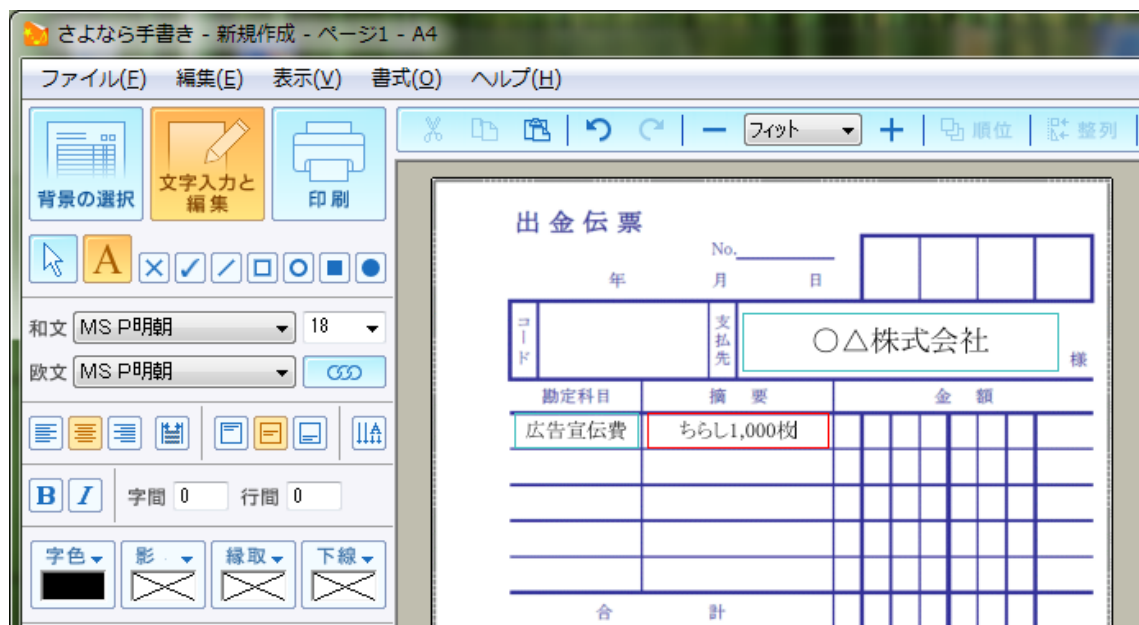 さよなら手書き - 新規作成 - ページ1 - A4
ファイル(F) 編集(E) 表示(V) 書式(O) ヘルプ(H)
背景の選択
文字入力と
編集
印刷
フィット
順位
整列
A
和文 MS P明朝 18
欧文 MS P明朝
B I 字間 0 行間 0
字色 影 縁取 下線
出金伝票
No.
年 月 日
コード
支払先
〇△株式会社
様
勘定科目 摘要 金額
広告宣伝費 ちらし1,000枚
合計